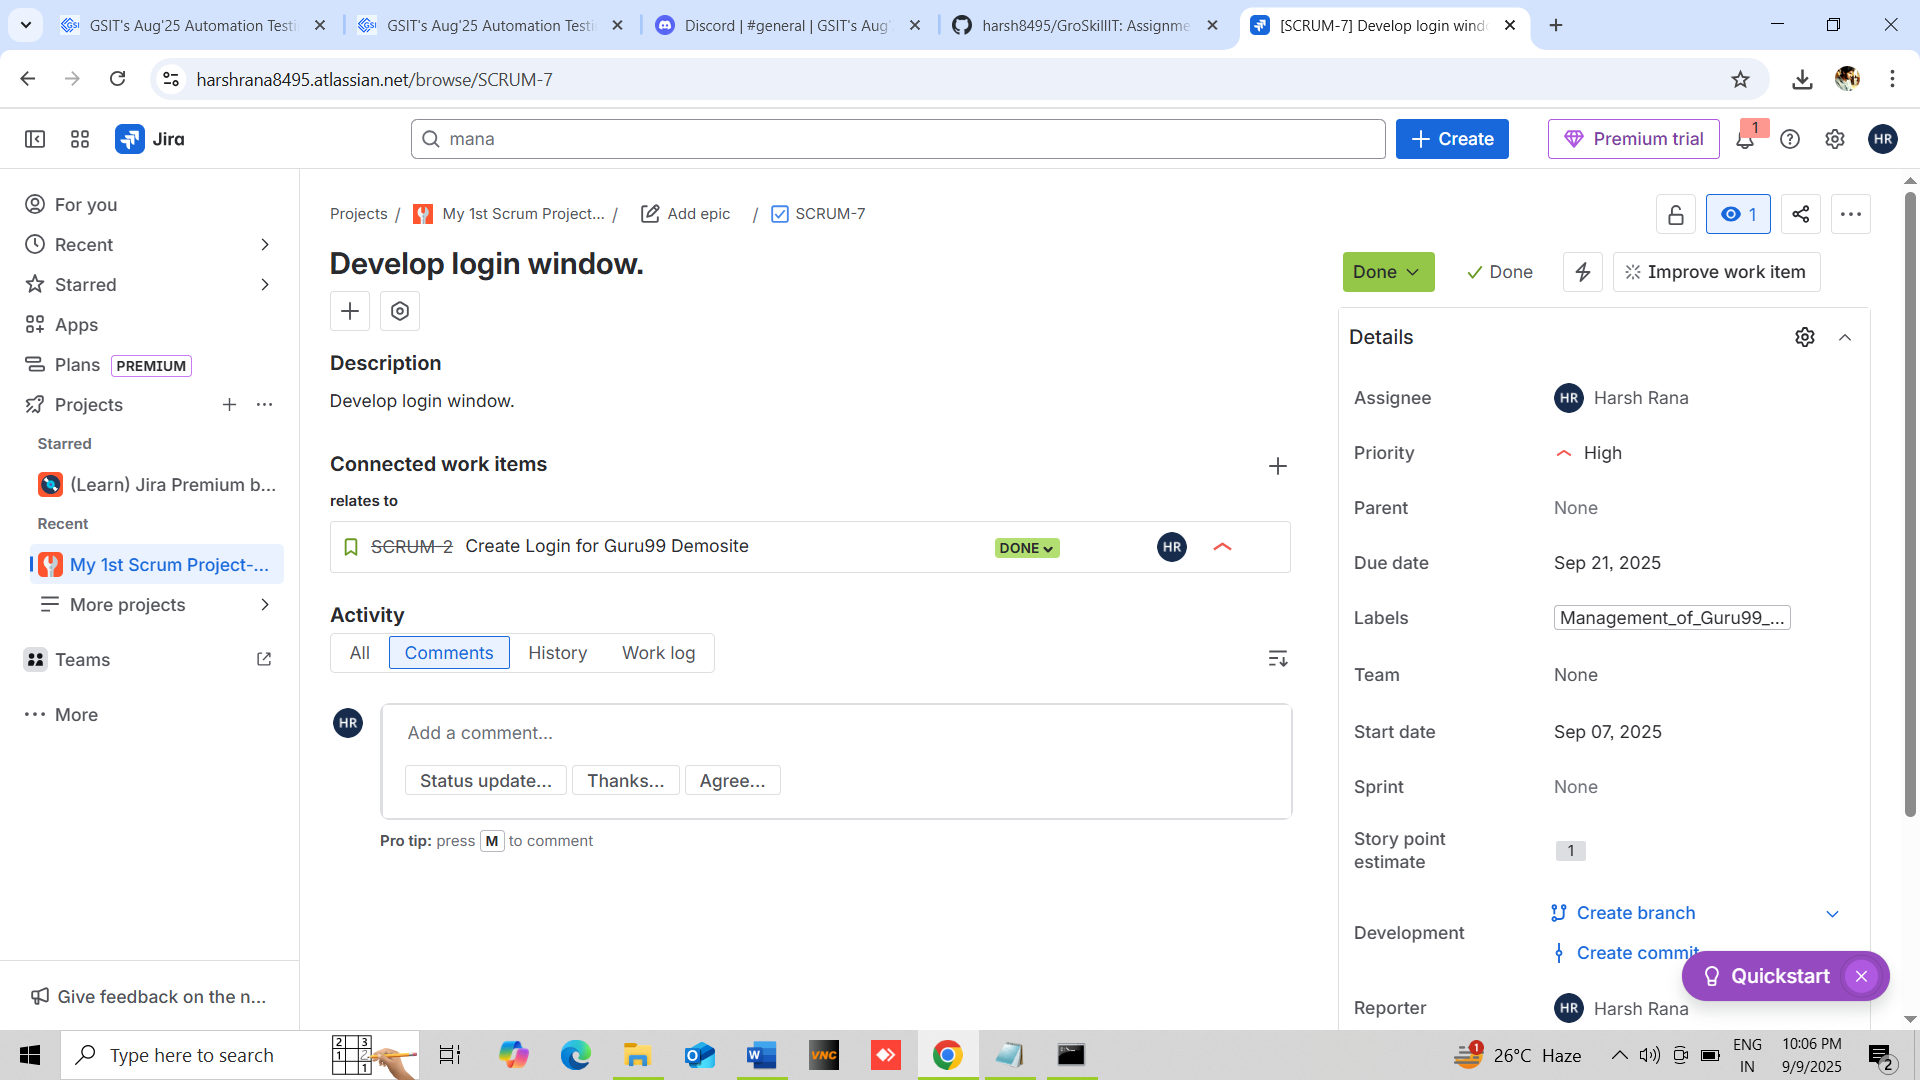 GSIT's Aug'25 Automation Testi
GSIT's Aug'25 Automation Testi
Discord | #general | GSIT's Aug'
harsh8495/GroSkillIT: Assignme
[SCRUM-7] Develop login wind
harshrana8495.atlassian.net/browse/SCRUM-7
Jira
mana
Create
Premium trial
1
HR
For you
Recent
Starred
Apps
Plans PREMIUM
Projects
Starred
(Learn) Jira Premium b...
Recent
My 1st Scrum Project-...
More projects
Teams
More
Give feedback on the n...
Projects / My 1st Scrum Project... / Add epic / SCRUM-7
1
Develop login window.
Done
Done
Improve work item
Description
Develop login window.
Connected work items
relates to
SCRUM-2 Create Login for Guru99 Demosite DONE HR
Activity
All Comments History Work log
HR
Add a comment...
Status update... Thanks... Agree...
Pro tip: press M to comment
Details
Assignee HR Harsh Rana
Priority High
Parent None
Due date Sep 21, 2025
Labels Management_of_Guru99_...
Team None
Start date Sep 07, 2025
Sprint None
Story point estimate 1
Development Create branch
Create commit
Quickstart
Reporter HR Harsh Rana
Type here to search
VNC
1
26°C Haze
ENG
IN
10:06 PM
9/9/2025
2